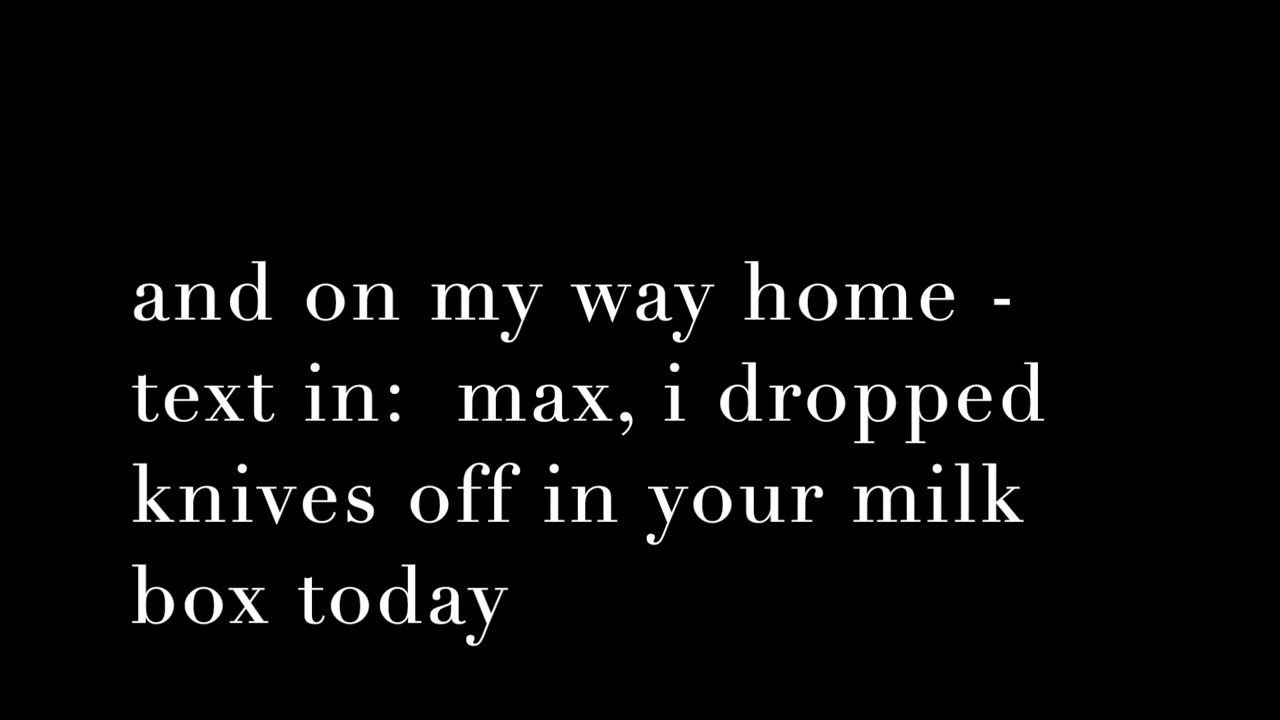 and on my way home -
text in:  max, i dropped
knives off in your milk
box today